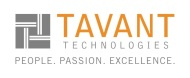 TAVANT
TECHNOLOGIES
PEOPLE. PASSION. EXCELLENCE.